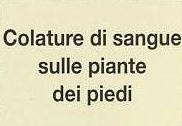 Colature di sangue
sulle piante
dei piedi